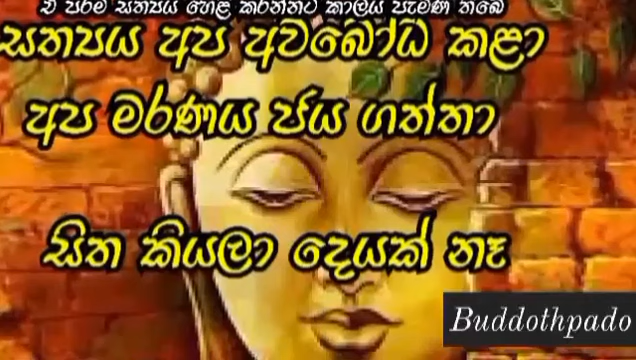 ඒ පරම සත්‍යය හෙළි කරන්නට කාලය පැමිණ තිබේ
සත්‍යය අප අවබෝධ කළා
අප මරණය ජය ගත්තා
සිත කියලා දෙයක් නෑ
Buddothpado